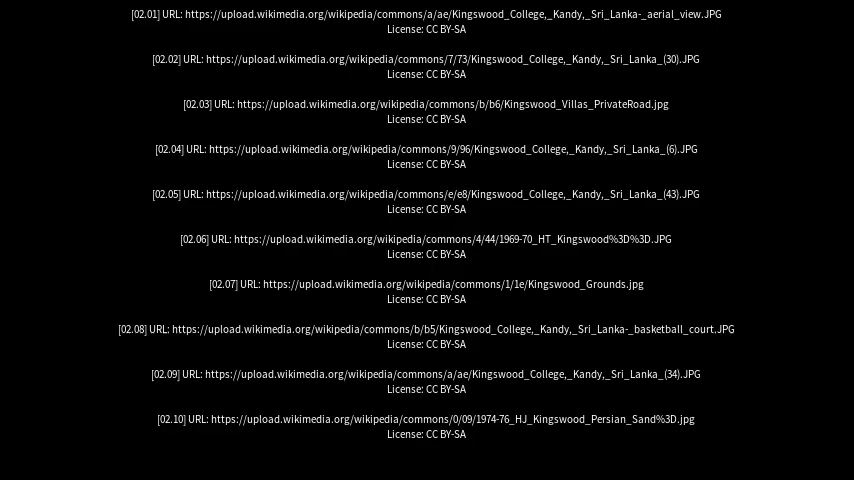 [02.01] URL: https://upload.wikimedia.org/wikipedia/commons/a/ae/Kingswood_College,_Kandy,_Sri_Lanka-_aerial_view.JPG
License: CC BY-SA
[02.02] URL: https://upload.wikimedia.org/wikipedia/commons/7/73/Kingswood_College,_Kandy,_Sri_Lanka_(30).JPG
License: CC BY-SA
[02.03] URL: https://upload.wikimedia.org/wikipedia/commons/b/b6/Kingswood_Villas_PrivateRoad.jpg
License: CC BY-SA
[02.04] URL: https://upload.wikimedia.org/wikipedia/commons/9/96/Kingswood_College,_Kandy,_Sri_Lanka_(6).JPG
License: CC BY-SA
[02.05] URL: https://upload.wikimedia.org/wikipedia/commons/e/e8/Kingswood_College,_Kandy,_Sri_Lanka_(43).JPG
License: CC BY-SA
[02.06] URL: https://upload.wikimedia.org/wikipedia/commons/4/44/1969-70_HT_Kingswood%3D%3D.JPG
License: CC BY-SA
[02.07] URL: https://upload.wikimedia.org/wikipedia/commons/1/1e/Kingswood_Grounds.jpg
License: CC BY-SA
[02.08] URL: https://upload.wikimedia.org/wikipedia/commons/b/b5/Kingswood_College,_Kandy,_Sri_Lanka-_basketball_court.JPG
License: CC BY-SA
[02.09] URL: https://upload.wikimedia.org/wikipedia/commons/a/ae/Kingswood_College,_Kandy,_Sri_Lanka_(34).JPG
License: CC BY-SA
[02.10] URL: https://upload.wikimedia.org/wikipedia/commons/0/09/1974-76_HJ_Kingswood_Persian_Sand%3D.jpg
License: CC BY-SA